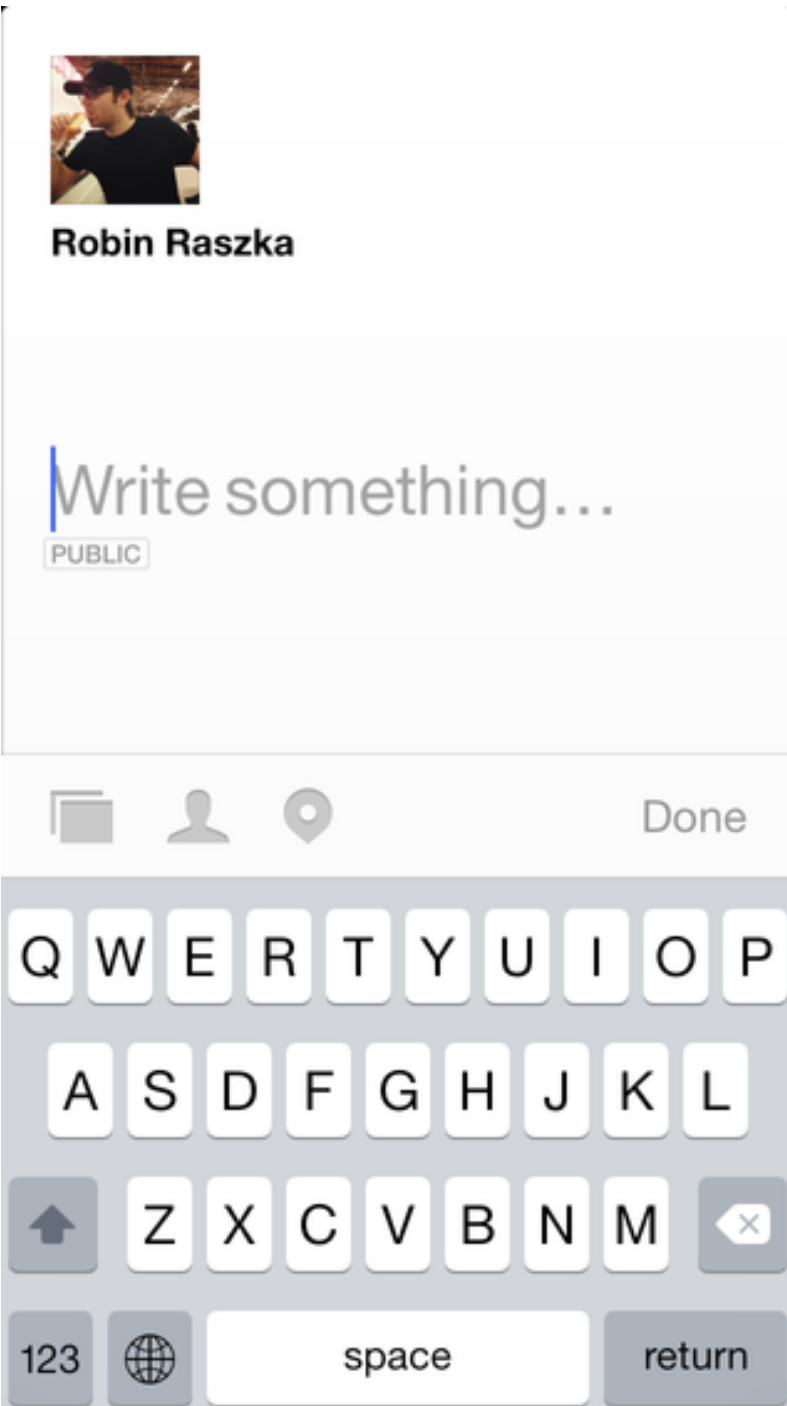 Robin Raszka
Write something…
PUBLIC
Done
Q W E R T Y U I O P
A S D F G H J K L
Z X C V B N M
123 space return